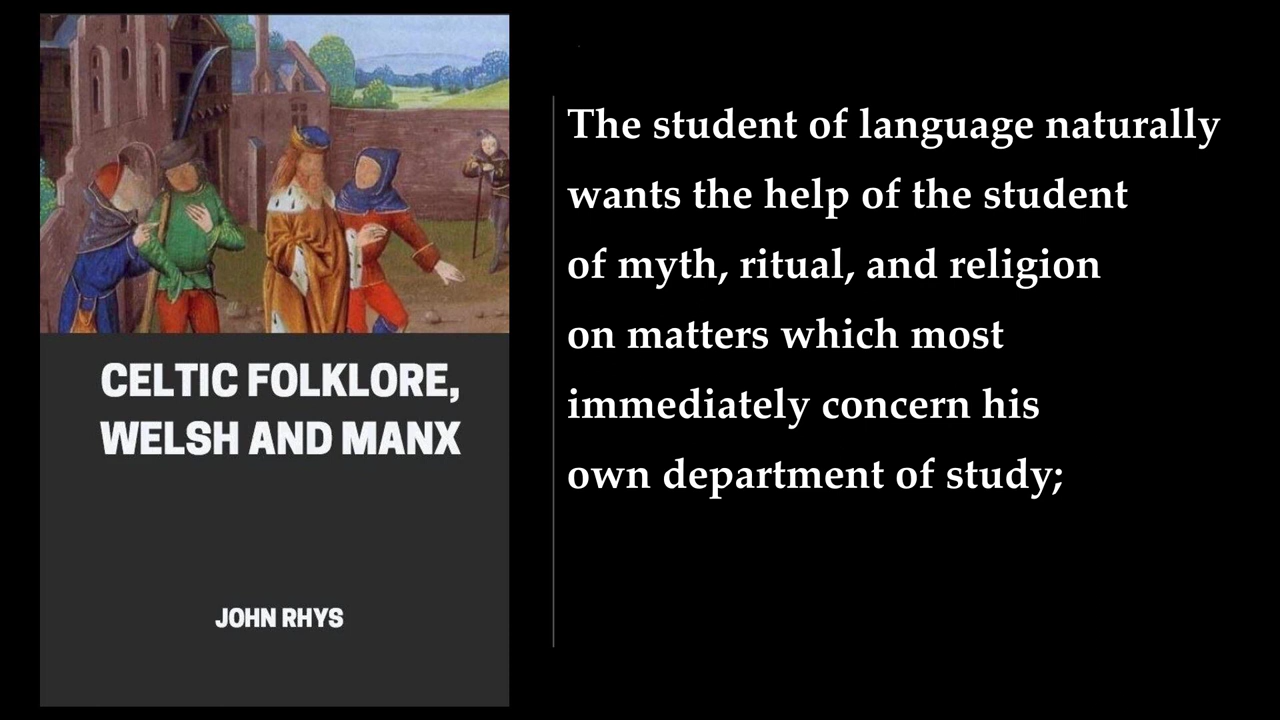 CELTIC FOLKLORE,
WELSH AND MANX
JOHN RHYS
The student of language naturally
wants the help of the student
of myth, ritual, and religion
on matters which most
immediately concern his
own department of study;